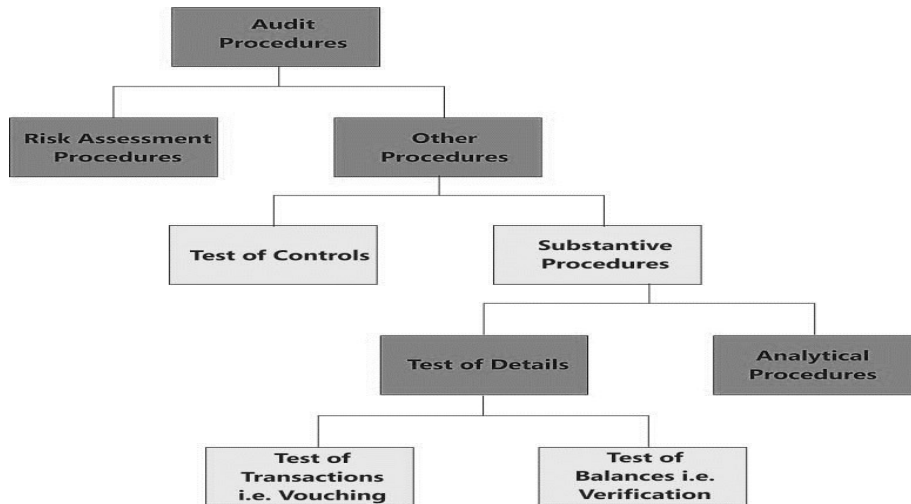 Audit
Procedures
Risk Assessment
Procedures
Other
Procedures
Test of Controls
Substantive
Procedures
Test of Details
Analytical
Procedures
Test of
Transactions
i.e. Vouching
Test of
Balances i.e.
Verification